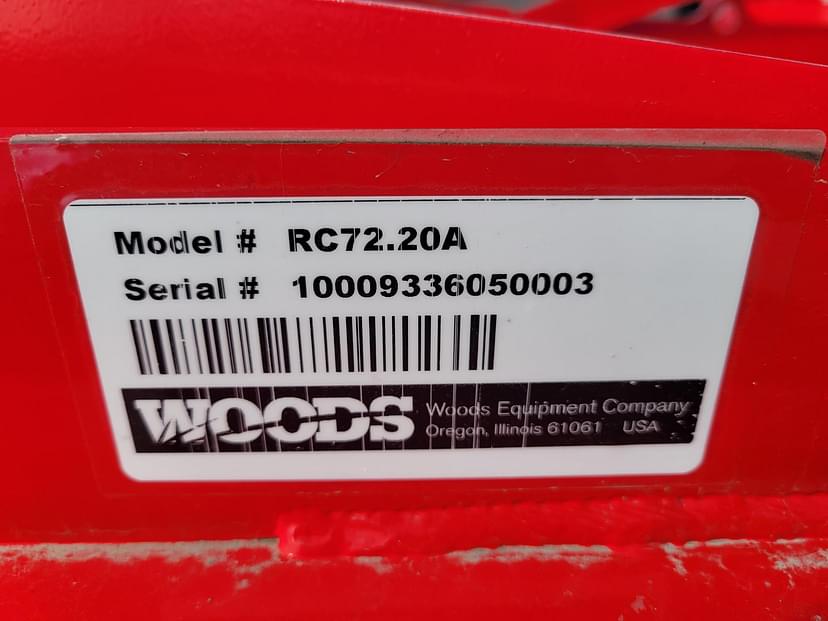 Model # RC72.20A
Serial # 10009336050003
WOODS
Woods Equipment Company
Oregon, Illinois 61061 USA